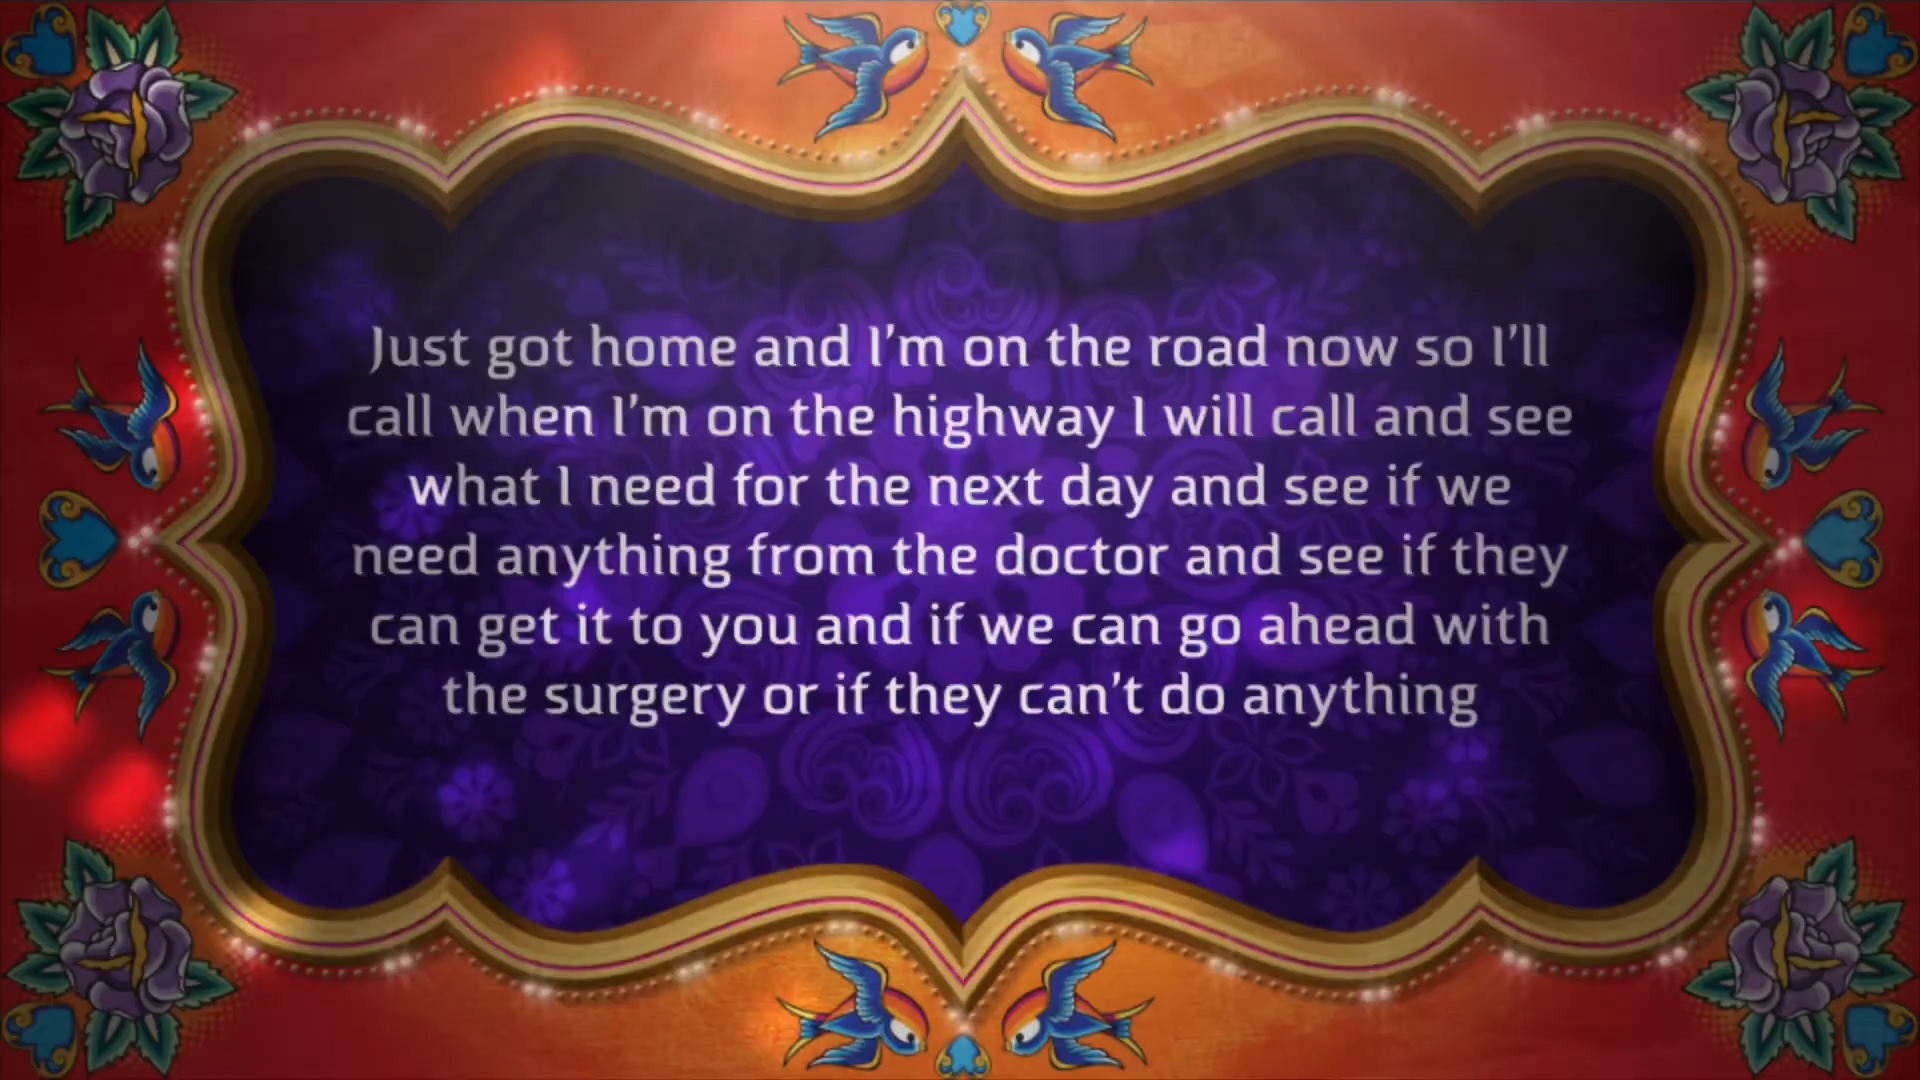 Just got home and I'm on the road now so I'll
call when I'm on the highway I will call and see
what I need for the next day and see if we
need anything from the doctor and see if they
can get it to you and if we can go ahead with
the surgery or if they can't do anything